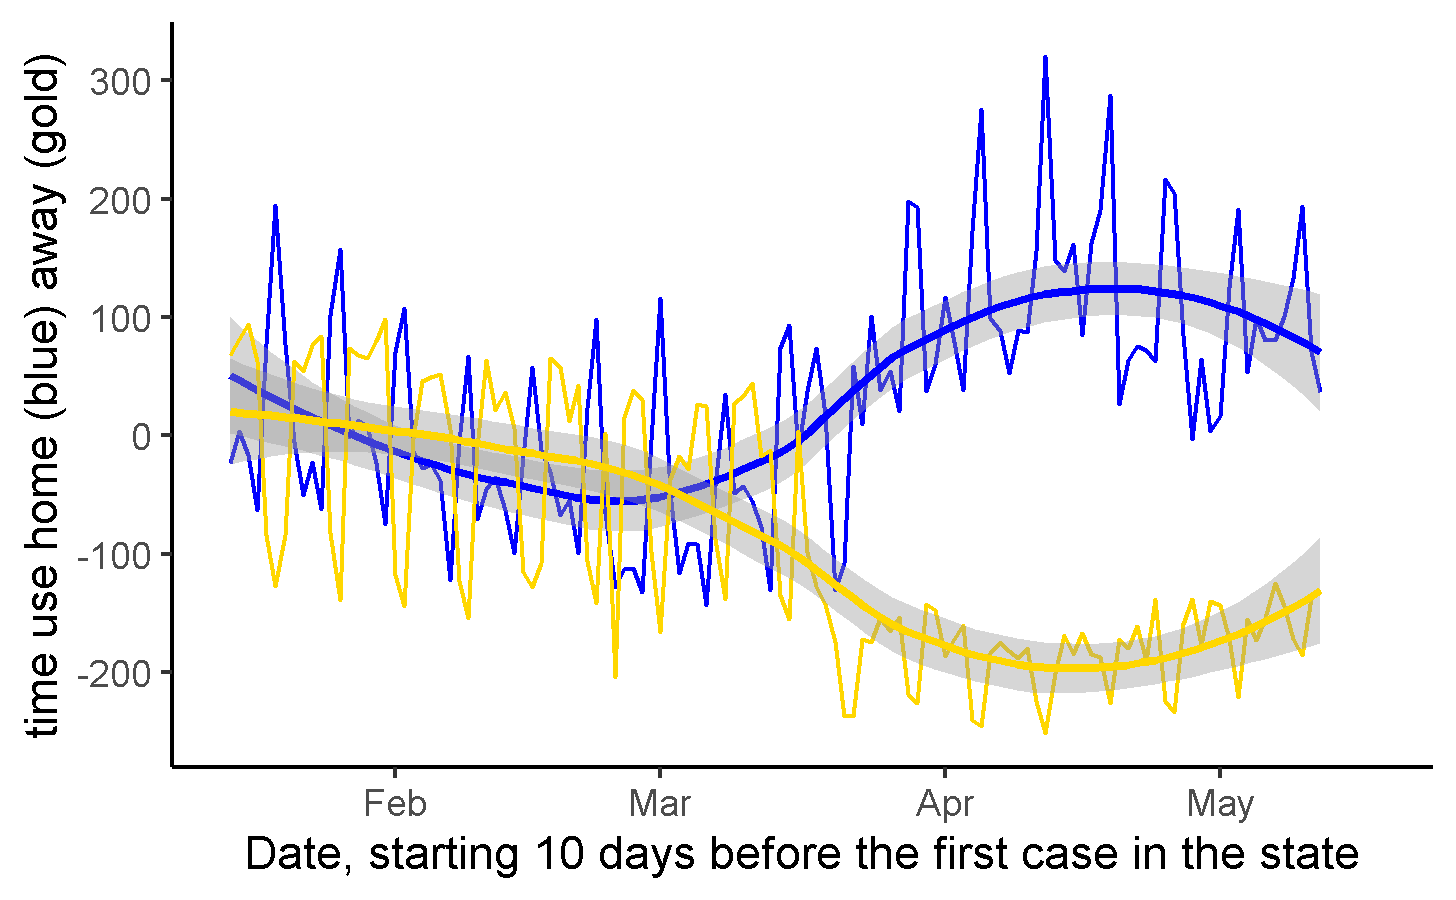 time use home (blue) away (gold)
300
200
100
0
-100
-200
Feb Mar Apr May
Date, starting 10 days before the first case in the state